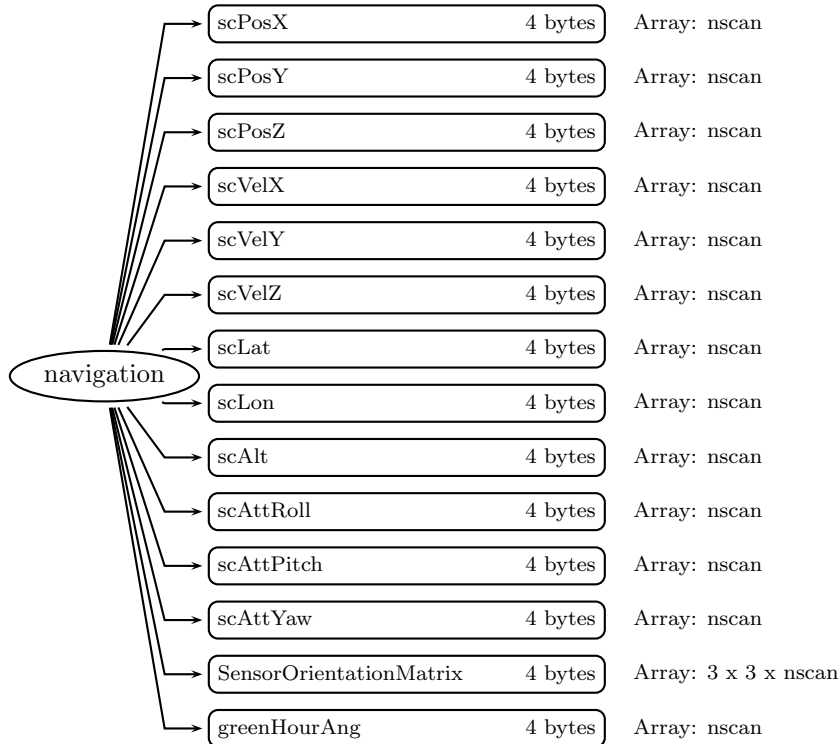 scPosX 4 bytes Array: nscan
scPosY 4 bytes Array: nscan
scPosZ 4 bytes Array: nscan
scVelX 4 bytes Array: nscan
scVelY 4 bytes Array: nscan
scVelZ 4 bytes Array: nscan
scLat 4 bytes Array: nscan
navigation
scLon 4 bytes Array: nscan
scAlt 4 bytes Array: nscan
scAttRoll 4 bytes Array: nscan
scAttPitch 4 bytes Array: nscan
scAttYaw 4 bytes Array: nscan
SensorOrientationMatrix 4 bytes Array: 3 x 3 x nscan
greenHourAng 4 bytes Array: nscan